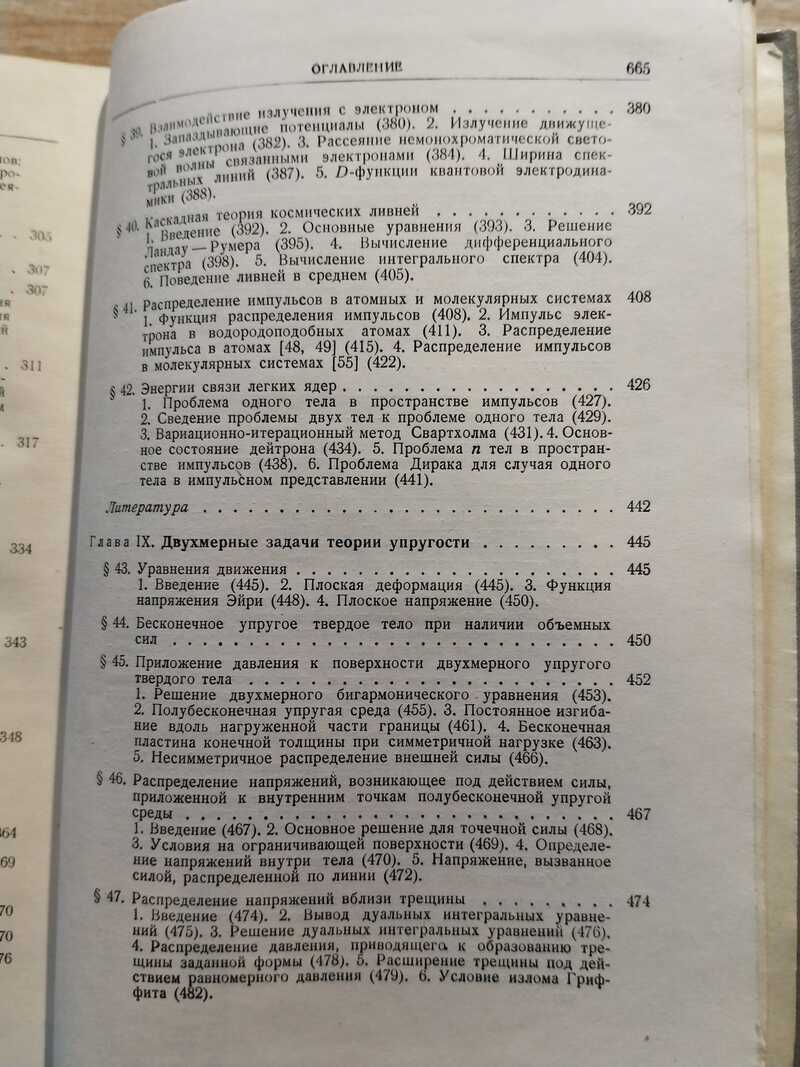 ОГЛАВЛЕНИЕ 665
§ 39. Взаимодействие излучения с электроном . . . . . . . . . . . 380
1. Запаздывающие потенциалы (380). 2. Излучение движуще-
гося электрона (382). 3. Рассеяние немонохроматической свето-
вой волны связанными электронами (384). 4. Ширина спек-
тральных линий (387). 5. D-функции квантовой электродина-
мики (388).
§ 40. Каскадная теория космических ливней . . . . . . . . . . . . 392
1. Введение (392). 2. Основные уравнения (393). 3. Решение
Ландау — Румера (395). 4. Вычисление дифференциального
спектра (398). 5. Вычисление интегрального спектра (404).
6. Поведение ливней в среднем (405).
§ 41. Распределение импульсов в атомных и молекулярных системах 408
1. Функция распределения импульсов (408). 2. Импульс элек-
трона в водородоподобных атомах (411). 3. Распределение
импульса в атомах [48, 49] (415). 4. Распределение импульсов
в молекулярных системах [55] (422).
§ 42. Энергии связи легких ядер . . . . . . . . . . . . . . . . . . 426
1. Проблема одного тела в пространстве импульсов (427).
2. Сведение проблемы двух тел к проблеме одного тела (429).
3. Вариационно-итерационный метод Свартхолма (431). 4. Основ-
ное состояние дейтрона (434). 5. Проблема n тел в простран-
стве импульсов (438). 6. Проблема Дирака для случая одного
тела в импульсном представлении (441).
Литература . . . . . . . . . . . . . . . . . . . . . . . . . . . 442
Глава IX. Двухмерные задачи теории упругости . . . . . . . . . 445
§ 43. Уравнения движения . . . . . . . . . . . . . . . . . . . . . 445
1. Введение (445). 2. Плоская деформация (445). 3. Функция
напряжения Эйри (448). 4. Плоское напряжение (450).
§ 44. Бесконечное упругое твердое тело при наличии объемных
сил . . . . . . . . . . . . . . . . . . . . . . . . . . . . . 450
§ 45. Приложение давления к поверхности двухмерного упругого
твердого тела . . . . . . . . . . . . . . . . . . . . . . . . 452
1. Решение двухмерного бигармонического уравнения (453).
2. Полубесконечная упругая среда (455). 3. Постоянное изгиба-
ние вдоль нагруженной части границы (461). 4. Бесконечная
пластина конечной толщины при симметричной нагрузке (463).
5. Несимметричное распределение внешней силы (466).
§ 46. Распределение напряжений, возникающее под действием силы,
приложенной к внутренним точкам полубесконечной упругой
среды . . . . . . . . . . . . . . . . . . . . . . . . . . . . 467
1. Введение (467). 2. Основное решение для точечной силы (468).
3. Условия на ограничивающей поверхности (469). 4. Определе-
ние напряжений внутри тела (470). 5. Напряжение, вызванное
силой, распределенной по линии (472).
§ 47. Распределение напряжений вблизи трещины . . . . . . . . . 474
1. Введение (474). 2. Вывод дуальных интегральных уравне-
ний (475). 3. Решение дуальных интегральных уравнений (476).
4. Распределение давления, приводящего к образованию тре-
щины заданной формы (478). 5. Расширение трещины под дей-
ствием равномерного давления (479). 6. Условие излома Гриф-
фита (482).
305
307
307
311
317
334
343
348